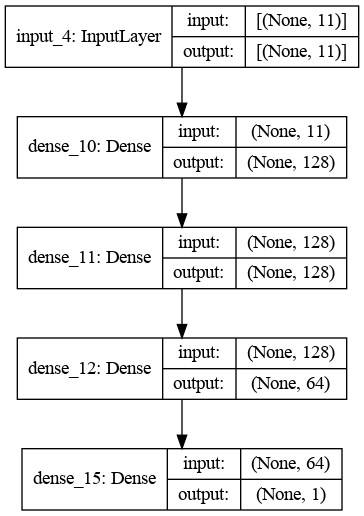 input_4: InputLayer
input: [(None, 11)]
output: [(None, 11)]
dense_10: Dense
input: (None, 11)
output: (None, 128)
dense_11: Dense
input: (None, 128)
output: (None, 128)
dense_12: Dense
input: (None, 128)
output: (None, 64)
dense_15: Dense
input: (None, 64)
output: (None, 1)